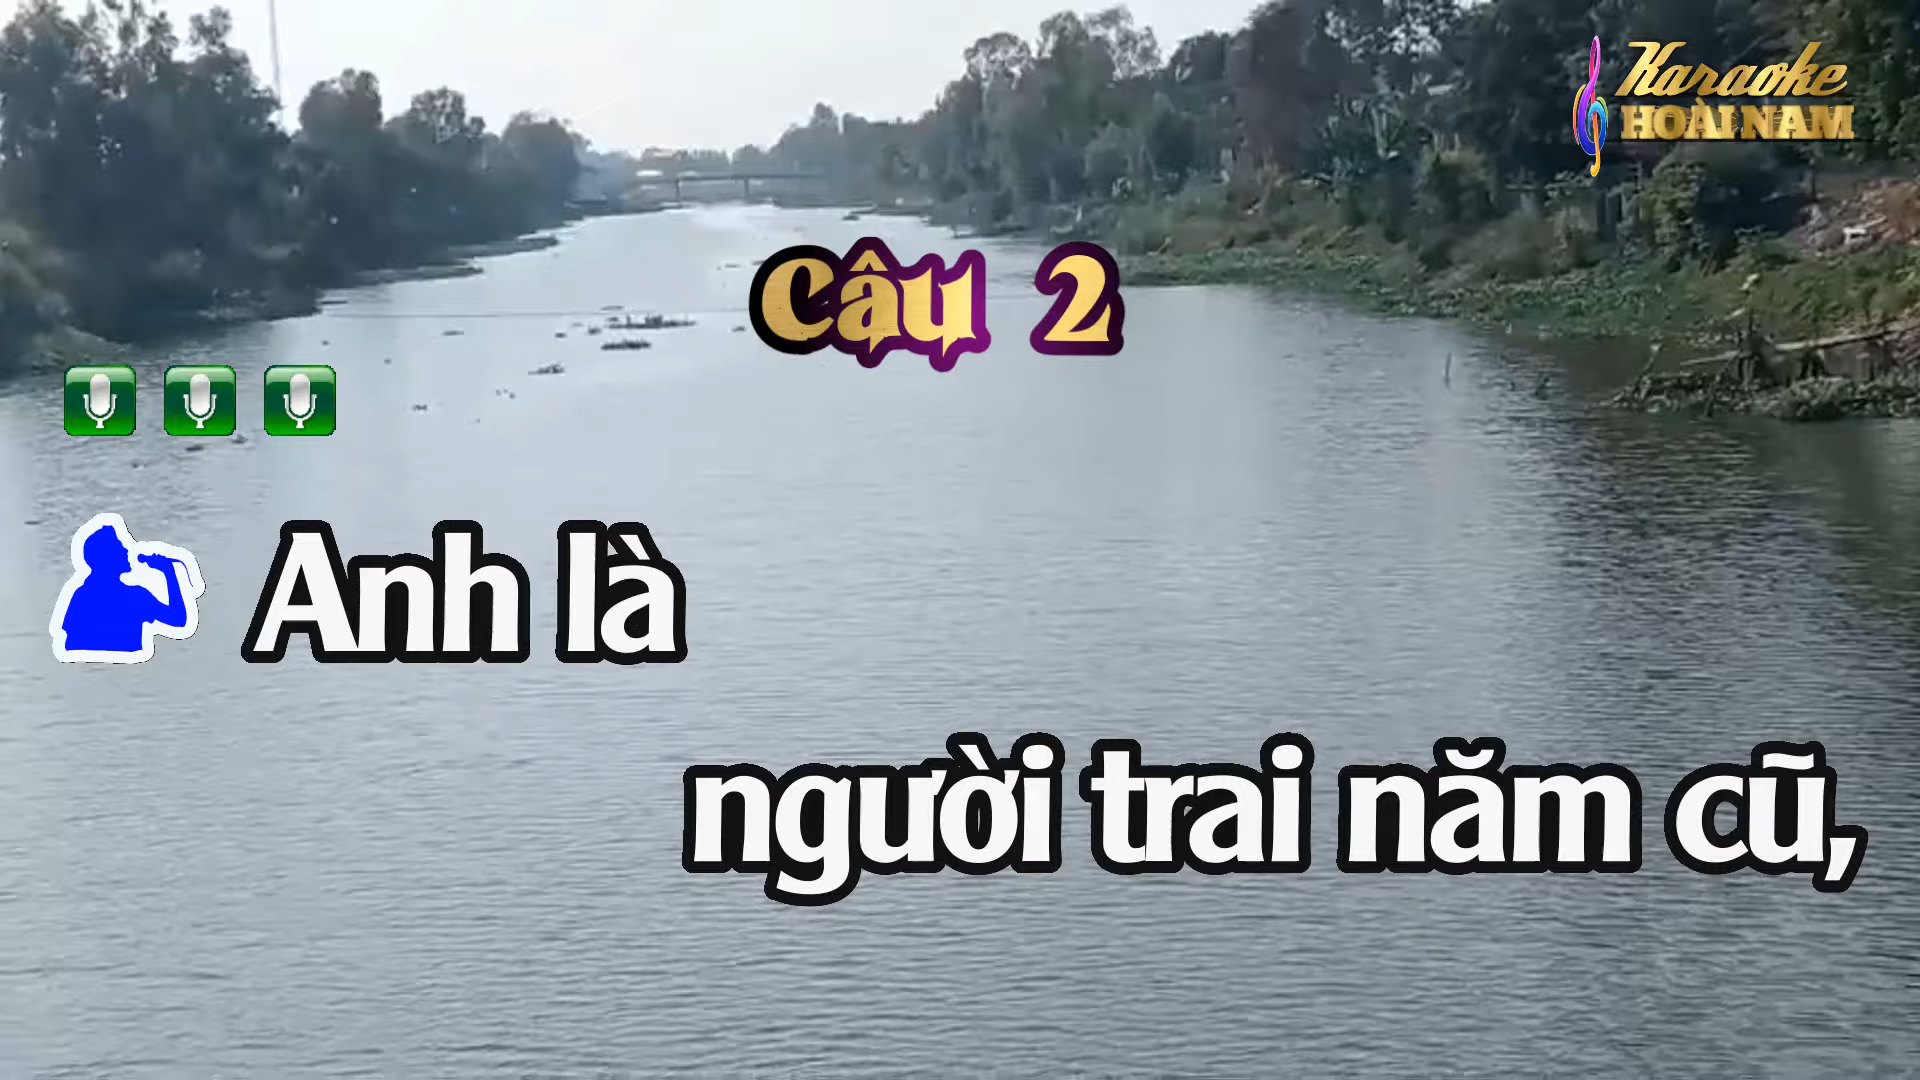 Karaoke
HOÀI NAM
Câu 2
Anh là
người trai năm cũ,